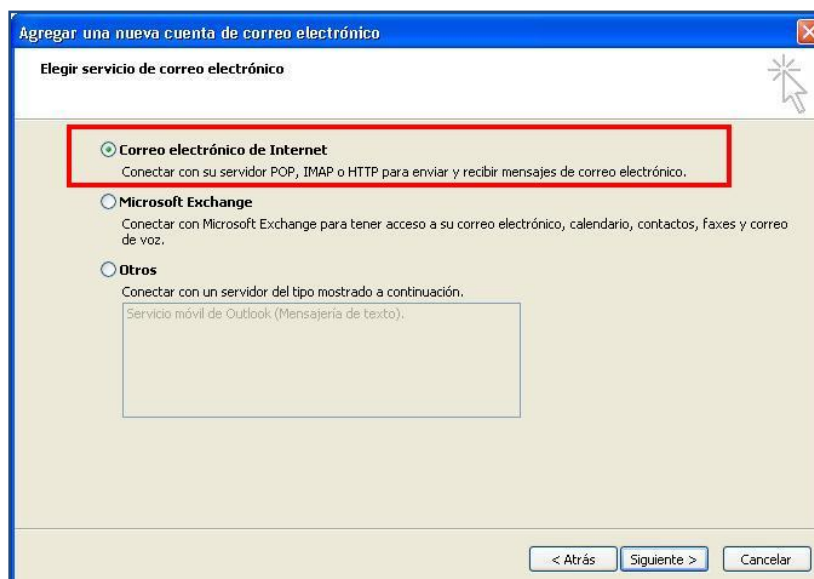 Agregar una nueva cuenta de correo electrónico
Elegir servicio de correo electrónico
Correo electrónico de Internet
Conectar con su servidor POP, IMAP o HTTP para enviar y recibir mensajes de correo electrónico.
Microsoft Exchange
Conectar con Microsoft Exchange para tener acceso a su correo electrónico, calendario, contactos, faxes y correo
de voz.
Otros
Conectar con un servidor del tipo mostrado a continuación.
Servicio móvil de Outlook (Mensajería de texto).
< Atrás Siguiente > Cancelar